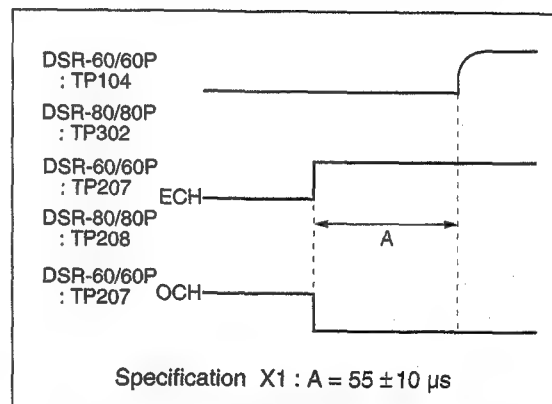 DSR-60/60P
: TP104
DSR-80/80P
: TP302
DSR-60/60P
: TP207
ECH
DSR-80/80P
: TP208
DSR-60/60P
: TP207
OCH
A
Specification X1 : A = 55 ± 10 µs